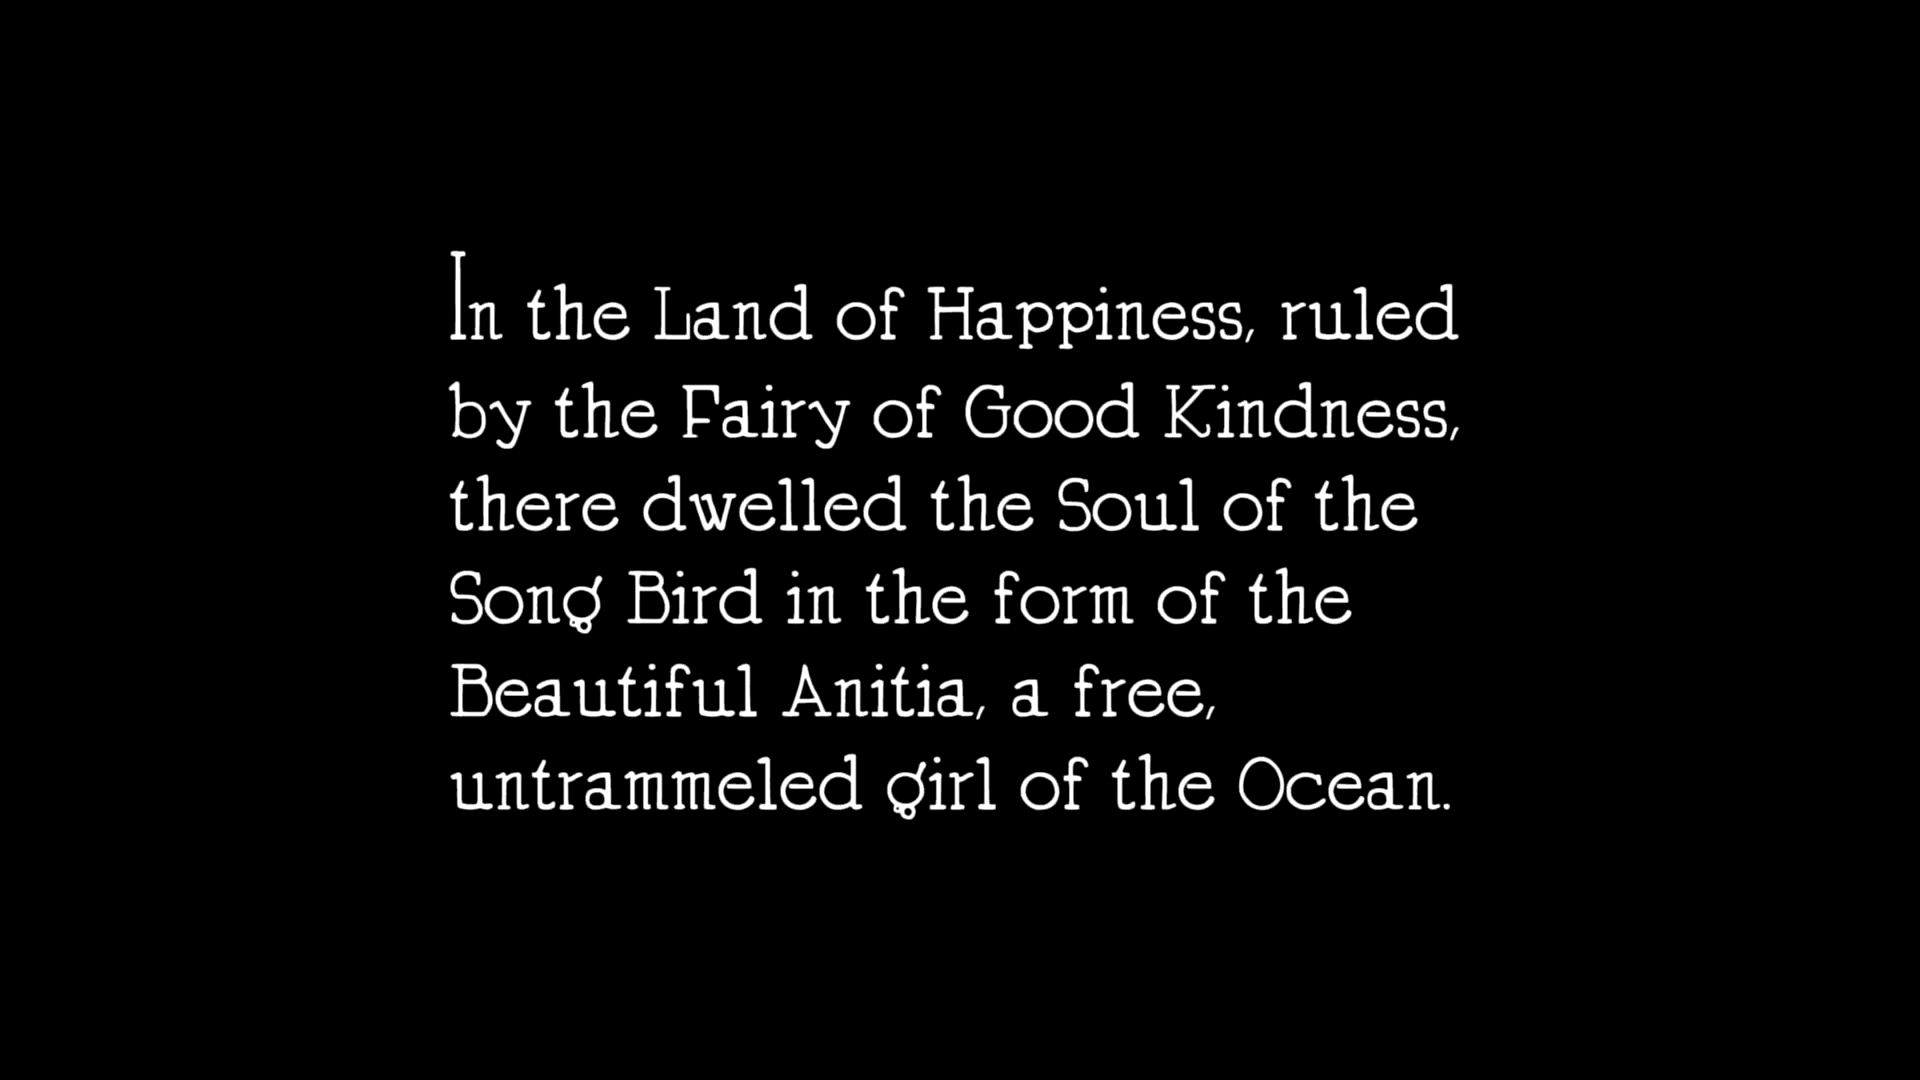 In the Land of Happiness, ruled
by the Fairy of Good Kindness,
there dwelled the Soul of the
Song Bird in the form of the
Beautiful Anitia, a free,
untrammeled girl of the Ocean.